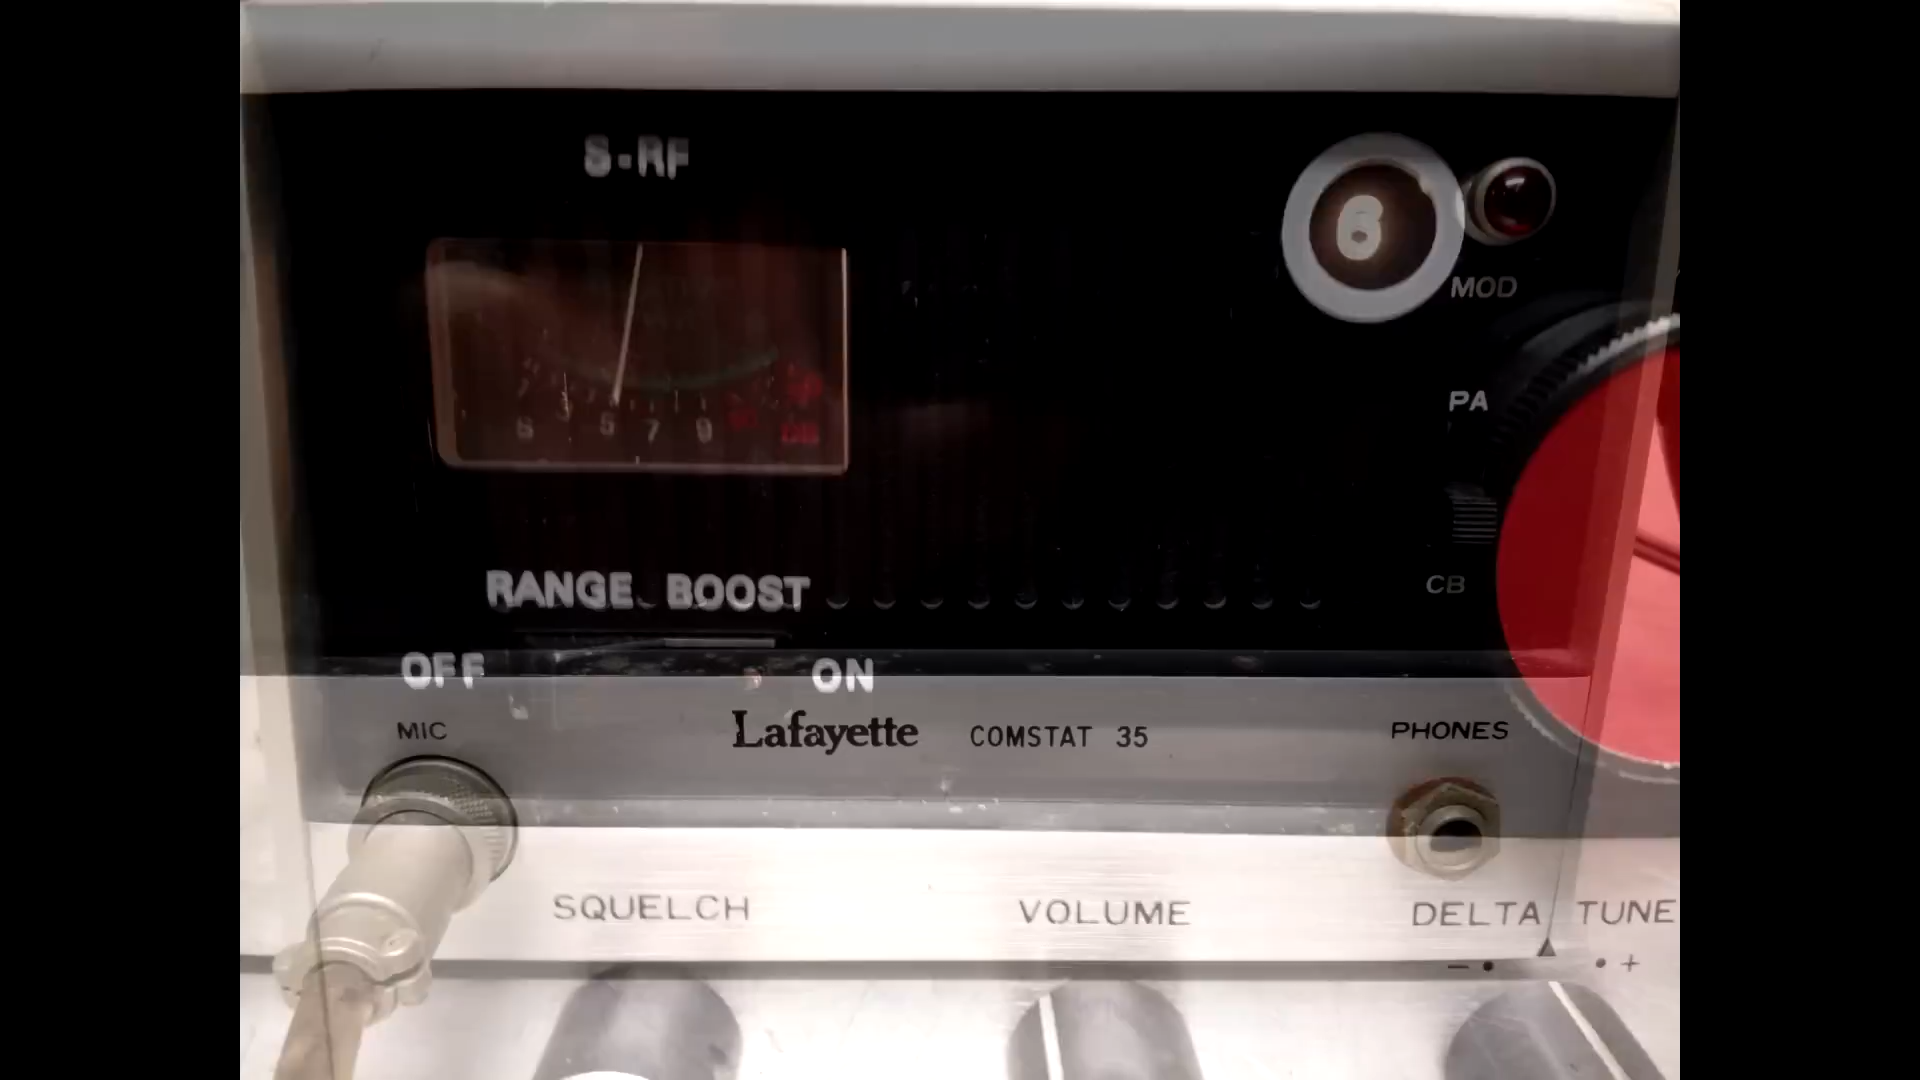 S-RF
6
MOD
PA
CB
RANGE BOOST
OFF ON
MIC
Lafayette COMSTAT 35
PHONES
SQUELCH VOLUME DELTA TUNE
- • • +